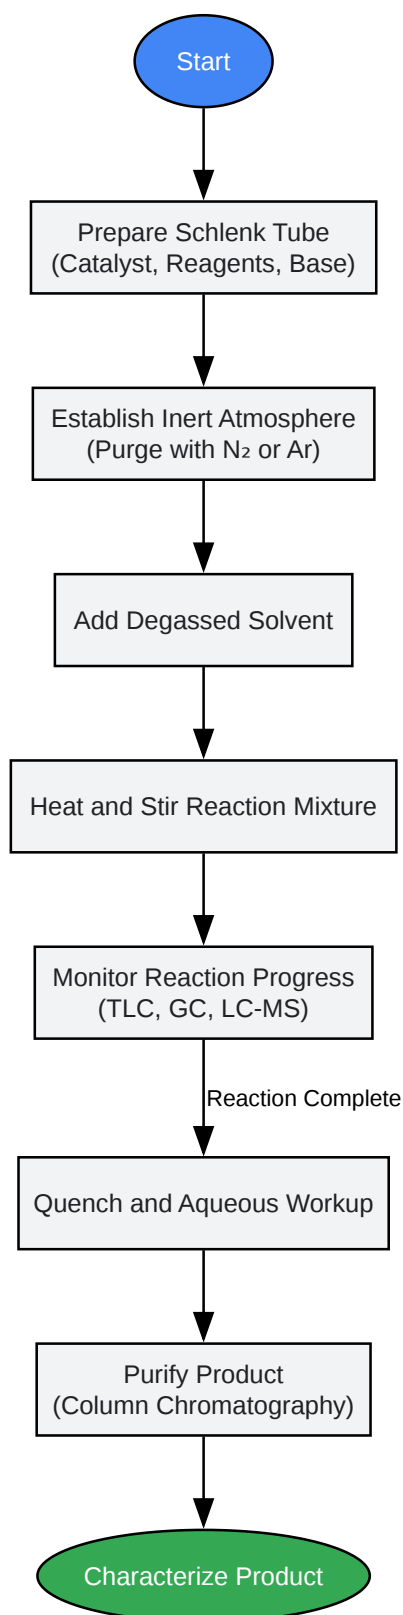 Start
Prepare Schlenk Tube
(Catalyst, Reagents, Base)
Establish Inert Atmosphere
(Purge with N₂ or Ar)
Add Degassed Solvent
Heat and Stir Reaction Mixture
Monitor Reaction Progress
(TLC, GC, LC-MS)
Reaction Complete
Quench and Aqueous Workup
Purify Product
(Column Chromatography)
Characterize Product